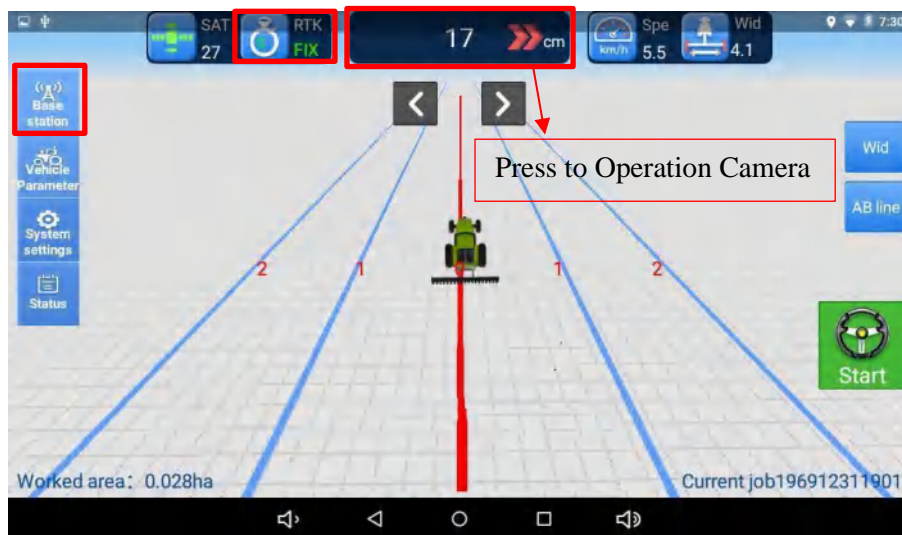 7:30
SAT
27
RTK
FIX
17 cm
km/h
Spe
5.5
Wid
4.1
Base
station
Vehicle
Parameter
System
settings
Status
Press to Operation Camera
Wid
AB line
2 1 0 1 2
Start
Worked area: 0.028ha
Current job196912311901